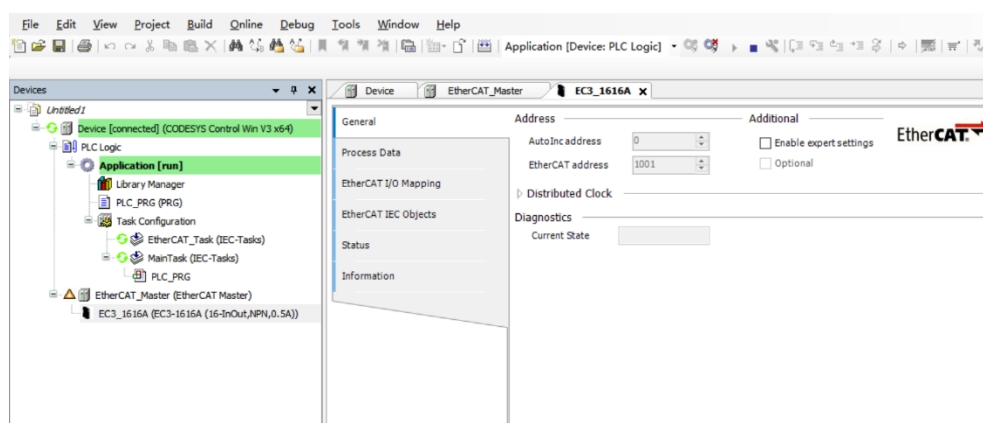 File Edit View Project Build Online Debug Tools Window Help
Application [Device: PLC Logic]
Devices
Device
EtherCAT_Master
EC3_1616A
Untitled1
Device [connected] (CODESYS Control Win V3 x64)
PLC Logic
Application [run]
Library Manager
PLC_PRG (PRG)
Task Configuration
EtherCAT_Task (IEC-Tasks)
MainTask (IEC-Tasks)
PLC_PRG
EtherCAT_Master (EtherCAT Master)
EC3_1616A (EC3-1616A (16-InOut,NPN,0.5A))
General
Process Data
EtherCAT I/O Mapping
EtherCAT IEC Objects
Status
Information
Address
AutoInc address 0
EtherCAT address 1001
Additional
Enable expert settings
Optional
EtherCAT.
Distributed Clock
Diagnostics
Current State